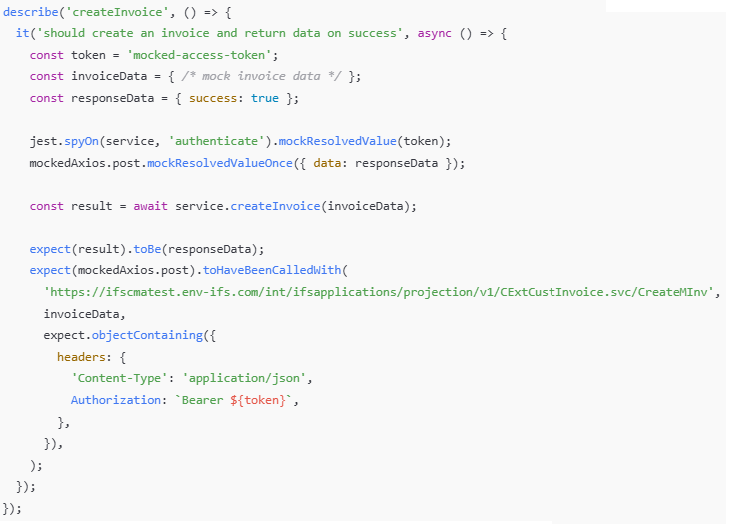 describe('createInvoice', () => {
  it('should create an invoice and return data on success', async () => {
    const token = 'mocked-access-token';
    const invoiceData = { /* mock invoice data */ };
    const responseData = { success: true };

    jest.spyOn(service, 'authenticate').mockResolvedValue(token);
    mockedAxios.post.mockResolvedValueOnce({ data: responseData });

    const result = await service.createInvoice(invoiceData);

    expect(result).toBe(responseData);
    expect(mockedAxios.post).toHaveBeenCalledWith(
      'https://ifscmatest.env-ifs.com/int/ifsapplications/projection/v1/CExtCustInvoice.svc/CreateMInv',
      invoiceData,
      expect.objectContaining({
        headers: {
          'Content-Type': 'application/json',
          Authorization: `Bearer ${token}`,
        },
      }),
    );
  });
});